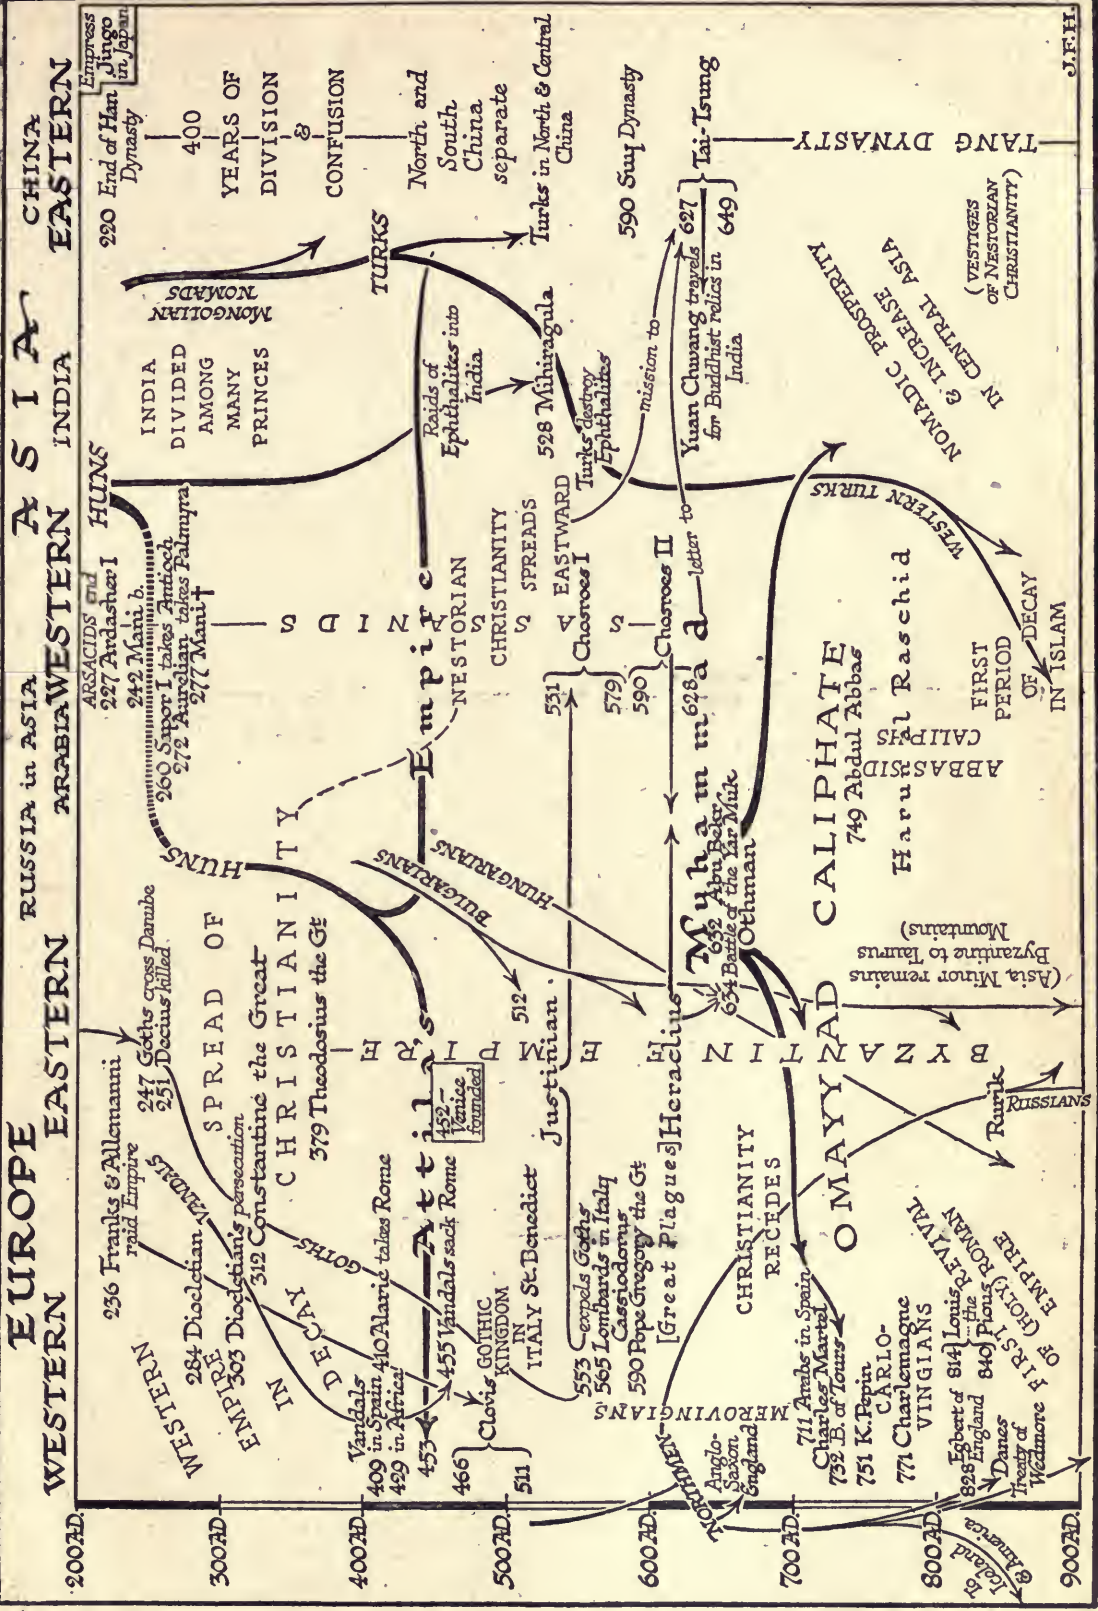 EUROPE
ASIA
WESTERN
EASTERN
RUSSIA in ASIA
ARABIA
WESTERN
INDIA
CHINA
EASTERN
200 A.D.
300 A.D.
400 A.D.
500 A.D.
600 A.D.
700 A.D.
800 A.D.
900 A.D.
236 Franks & Allemanni
raid Empire
WESTERN
EMPIRE
IN
DECAY
284 Diocletian
303 Diocletian's persecution
312 Constantine the Great
VANDALS
GOTHS
Vandals
409 in Spain
429 in Africa
410 Alaric takes Rome
453
455 Vandals sack Rome
466
Clovis
511
GOTHIC
KINGDOM
IN
ITALY
St. Benedict
553 expels Goths
565 Lombards in Italy
Cassiodorus
590 Pope Gregory the Gt
[Great Plagues]
MEROVINGIANS
NORTHMEN
Anglo-
Saxon
England
CHRISTIANITY
RECEDES
711 Arabs in Spain
Charles Martel
732 B. of Tours
751 K. Pepin
CARLO-
VINGIANS
771 Charlemagne
814 Louis
the
840 Pious
828 Egbert of
England
Danes
Treaty of
Wedmore
REVIVAL
OF (HOLY) ROMAN
FIRST EMPIRE
To
Iceland
& America
247 Goths cross Danube
251 Decius killed
SPREAD OF
CHRISTIANITY
379 Theodosius the Gt
Attila's Empire
452-
Venice
founded
512
Justinian
BYZANTINE EMPIRE
Heraclius
Rurik
RUSSIANS
HUNS
BULGARIANS
HUNGARIANS
Muhammad
632 Abu Bekr
634 Battle of the Yar Muk
Othman
OMAYYAD CALIPHATE
(Asia Minor remains
Byzantine to Taurus
Mountains)
749 Abdul Abbas
Harun al Raschid
ABBASID
CALIPHS
FIRST
PERIOD
OF DECAY
IN ISLAM
ARSACIDS end
227 Ardashir I
242 Mani b.
260 Sapor I takes Antioch
272 Aurelian takes Palmyra
277 Mani †
SASSANIDS
NESTORIAN
CHRISTIANITY
SPREADS
EASTWARD
531
Chosroes I
579
590
Chosroes II
628
letter to
mission to
HUNS
INDIA
DIVIDED
AMONG
MANY
PRINCES
Raids of
Ephthalites into
India
528 Mihiragula
Turks destroy
Ephthalites
Yuan Chwang travels
for Buddhist relics in
India
WESTERN TURKS
NOMADIC PROSPERITY
& INCREASE
IN CENTRAL ASIA
MONGOLIAN
NOMADS
TURKS
Turks in North & Central
China
Empress
Jingo
in Japan
220 End of Han
Dynasty
400
YEARS OF
DIVISION
&
CONFUSION
North and
South
China
separate
590 Suy Dynasty
627
Tai-Tsung
649
TANG DYNASTY
(VESTIGES
OF NESTORIAN
CHRISTIANITY)
J.F.H.